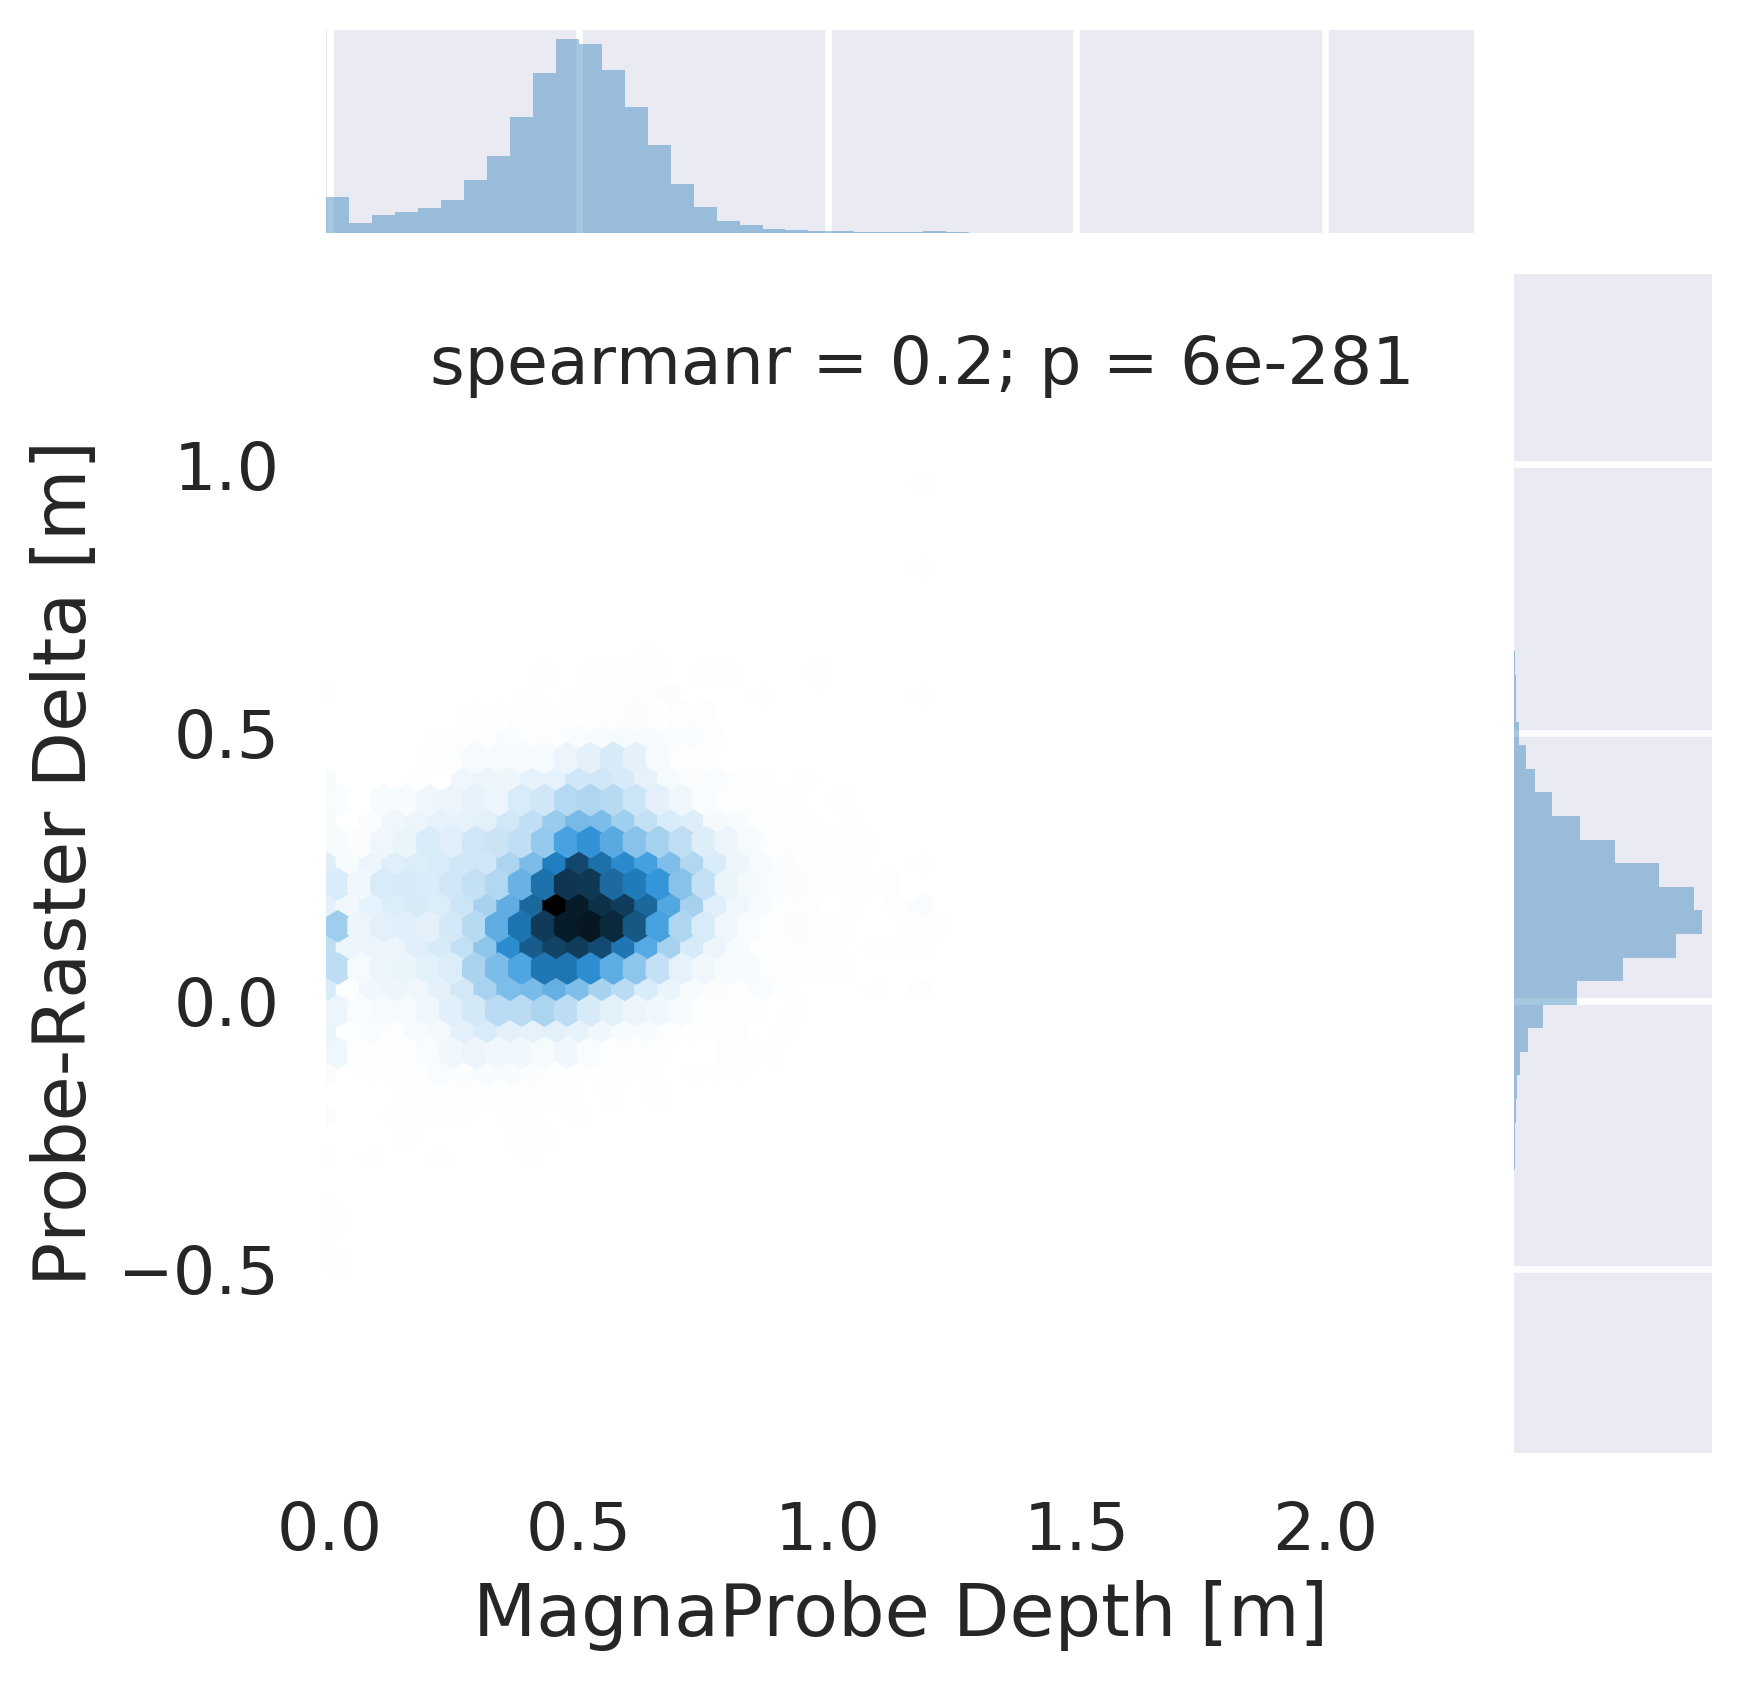 spearmanr = 0.2; p = 6e-281
Probe-Raster Delta [m]
1.0
0.5
0.0
−0.5
0.0 0.5 1.0 1.5 2.0
MagnaProbe Depth [m]